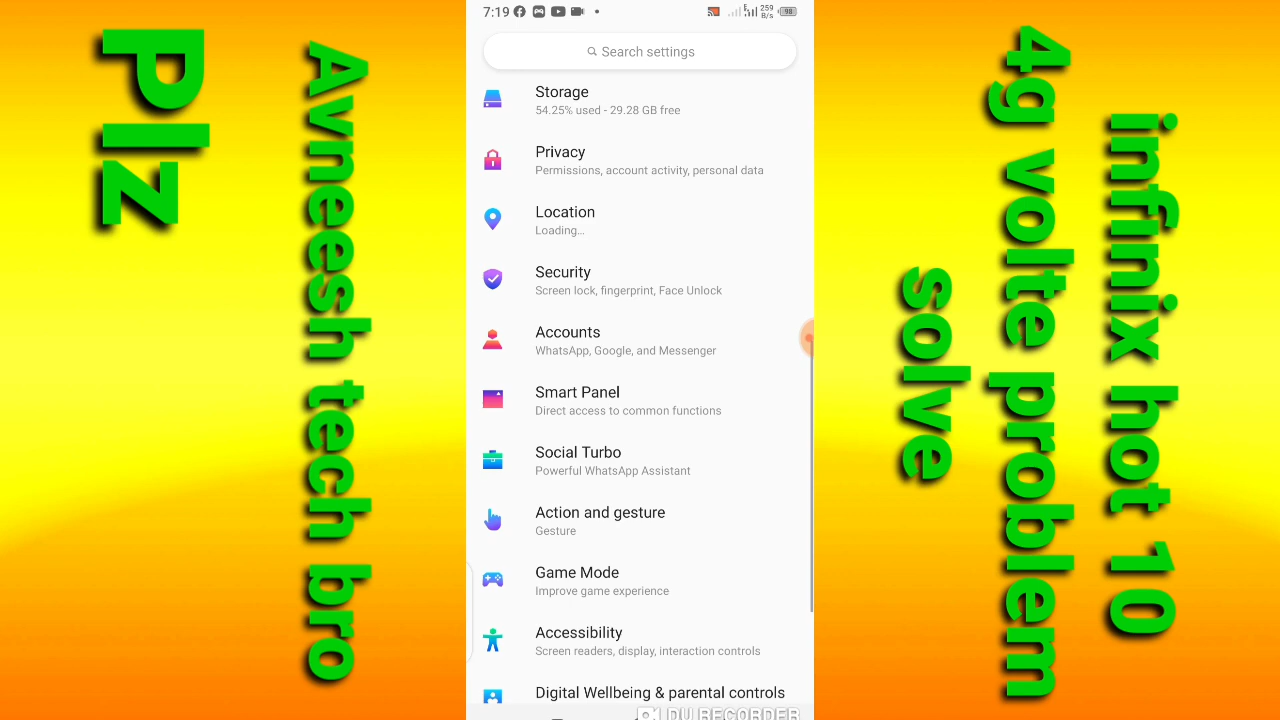 Plz
Avneesh tech bro
7:19
259
B/s
98
Search settings
Storage
54.25% used - 29.28 GB free
Privacy
Permissions, account activity, personal data
Location
Loading...
Security
Screen lock, fingerprint, Face Unlock
Accounts
WhatsApp, Google, and Messenger
Smart Panel
Direct access to common functions
Social Turbo
Powerful WhatsApp Assistant
Action and gesture
Gesture
Game Mode
Improve game experience
Accessibility
Screen readers, display, interaction controls
Digital Wellbeing & parental controls
DU RECORDER
infinix hot 10
4g volte problem
solve